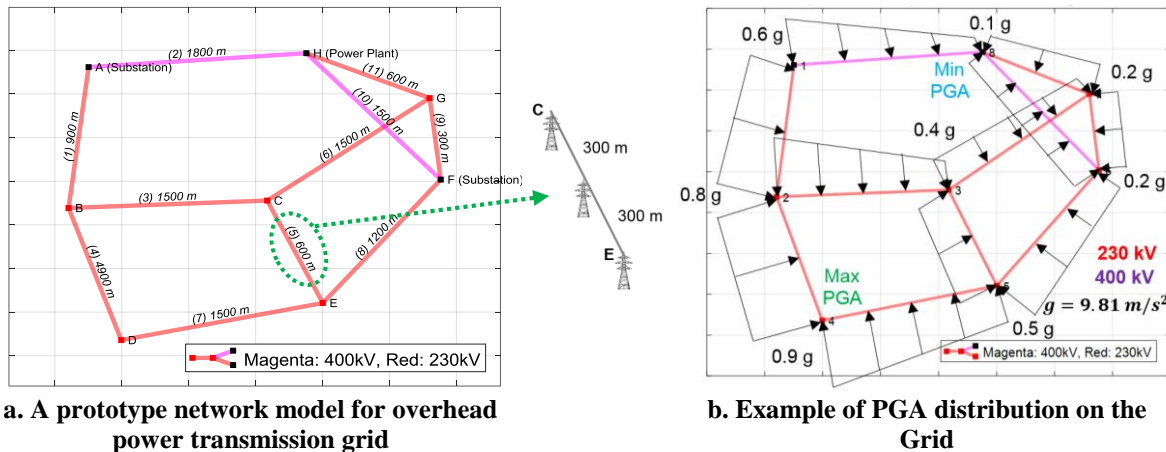 (2) 1800 m
H (Power Plant)
A (Substation)
(11) 600 m
G
(10) 1500 m
(1) 900 m
(6) 1500 m
(9) 300 m
F (Substation)
(3) 1500 m
B
C
(5) 600 m
(8) 1200 m
(4) 4900 m
E
(7) 1500 m
D
Magenta: 400kV, Red: 230kV
C
300 m
300 m
E
a. A prototype network model for overhead
power transmission grid
0.1 g
0.6 g
8
1
Min
PGA
0.2 g
0.4 g
3
0.2 g
0.8 g
2
230 kV
400 kV
Max
PGA
5
g = 9.81 m/s²
4
0.5 g
0.9 g
Magenta: 400kV, Red: 230kV
b. Example of PGA distribution on the
Grid